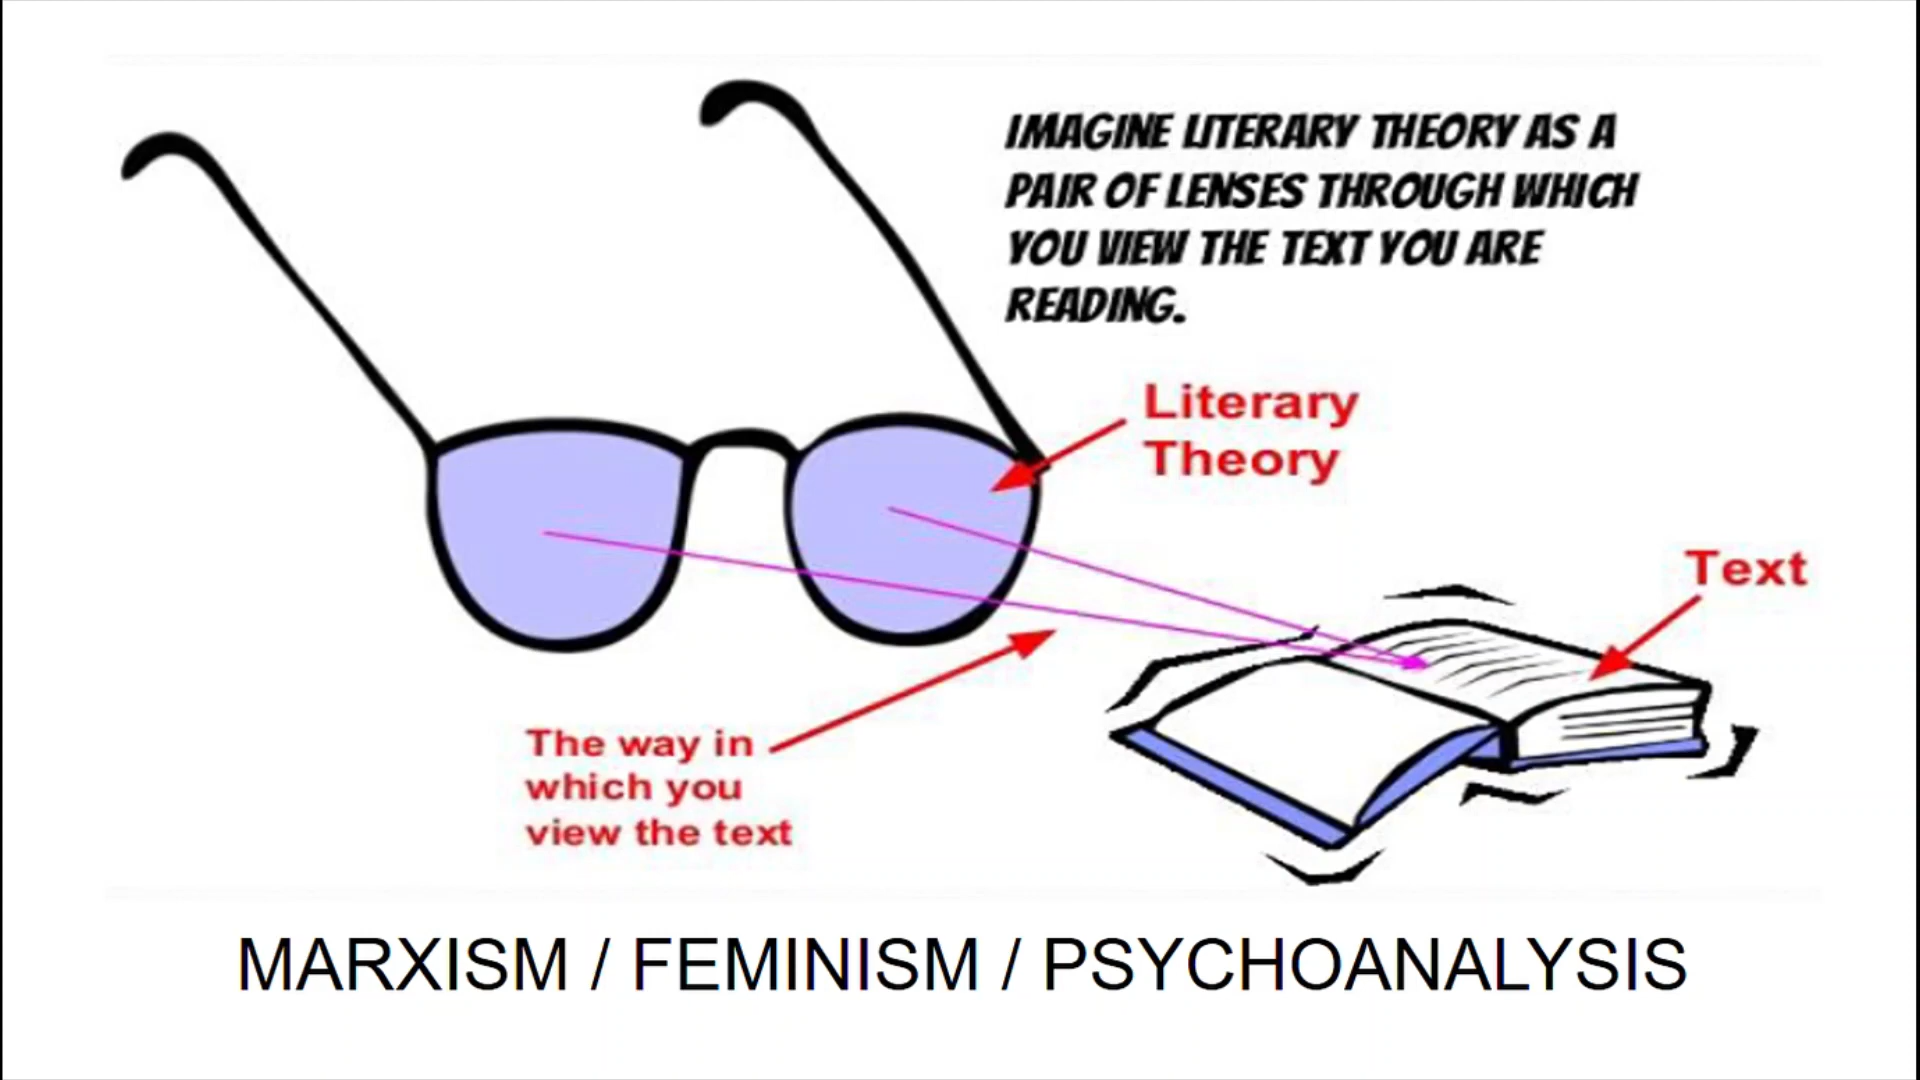 IMAGINE LITERARY THEORY AS A
PAIR OF LENSES THROUGH WHICH
YOU VIEW THE TEXT YOU ARE
READING.
Literary
Theory
Text
The way in
which you
view the text
MARXISM / FEMINISM / PSYCHOANALYSIS